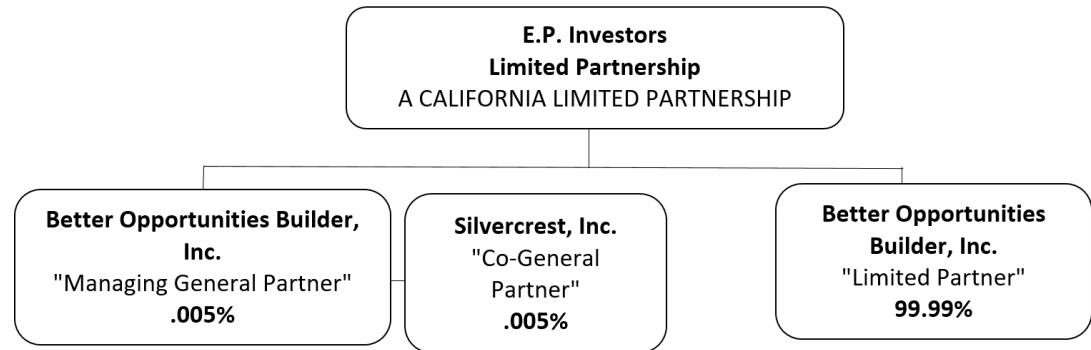 E.P. Investors
Limited Partnership
A CALIFORNIA LIMITED PARTNERSHIP
Better Opportunities Builder,
Inc.
"Managing General Partner"
.005%
Silvercrest, Inc.
"Co-General
Partner"
.005%
Better Opportunities
Builder, Inc.
"Limited Partner"
99.99%